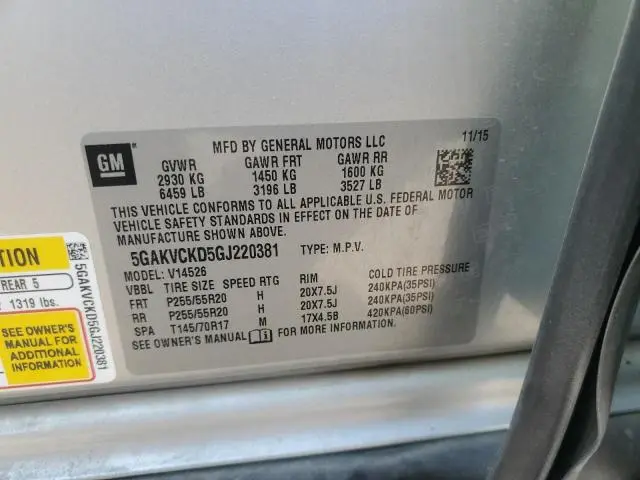 GM
MFD BY GENERAL MOTORS LLC 11/15
GVWR GAWR FRT GAWR RR
2930 KG 1450 KG 1600 KG
6459 LB 3196 LB 3527 LB
THIS VEHICLE CONFORMS TO ALL APPLICABLE U.S. FEDERAL MOTOR
VEHICLE SAFETY STANDARDS IN EFFECT ON THE DATE OF
MANUFACTURE SHOWN ABOVE.
5GAKVCKD5GJ220381 TYPE: M.P.V.
MODEL: V14526
VBBL TIRE SIZE SPEED RTG RIM COLD TIRE PRESSURE
FRT P255/55R20 H 20X7.5J 240KPA(35PSI)
RR P255/55R20 H 20X7.5J 240KPA(35PSI)
SPA T145/70R17 M 17X4.5B 420KPA(60PSI)
SEE OWNER'S MANUAL FOR MORE INFORMATION.
TION
REAR 5
1319 lbs.
SEE OWNER'S
MANUAL FOR
ADDITIONAL
INFORMATION
5GAKVCKD5GJ220381